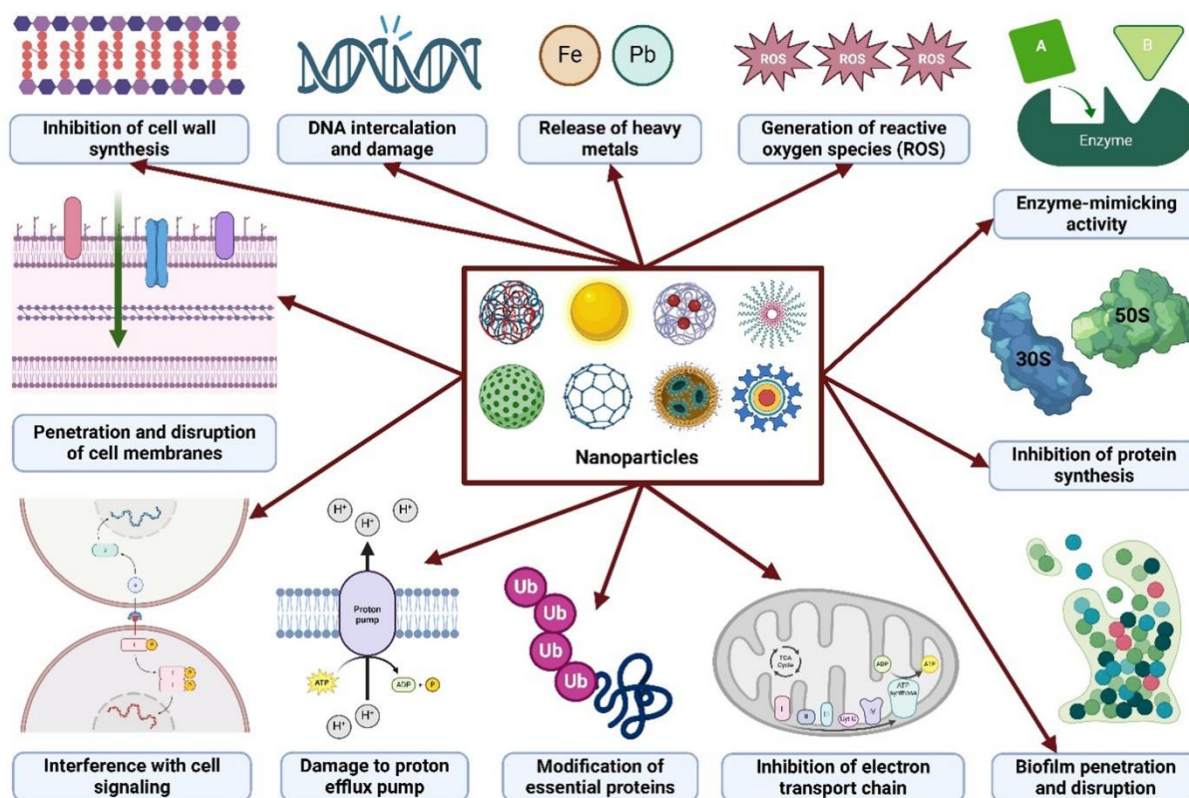 Fe
Pb
ROS
ROS
ROS
A
B
Enzyme
Inhibition of cell wall
synthesis
DNA intercalation
and damage
Release of heavy
metals
Generation of reactive
oxygen species (ROS)
Enzyme-mimicking
activity
50S
30S
Penetration and disruption
of cell membranes
Nanoparticles
Inhibition of protein
synthesis
H+
H+
H+
H+
H+
Proton
pump
ATP
ADP + P
H+
H+
Ub
Ub
Ub
Ub
TCA
Cycle
ADP
ATP
ATP
synthase
I
II
III
Cyt C
IV
Interference with cell
signaling
Damage to proton
efflux pump
Modification of
essential proteins
Inhibition of electron
transport chain
Biofilm penetration
and disruption